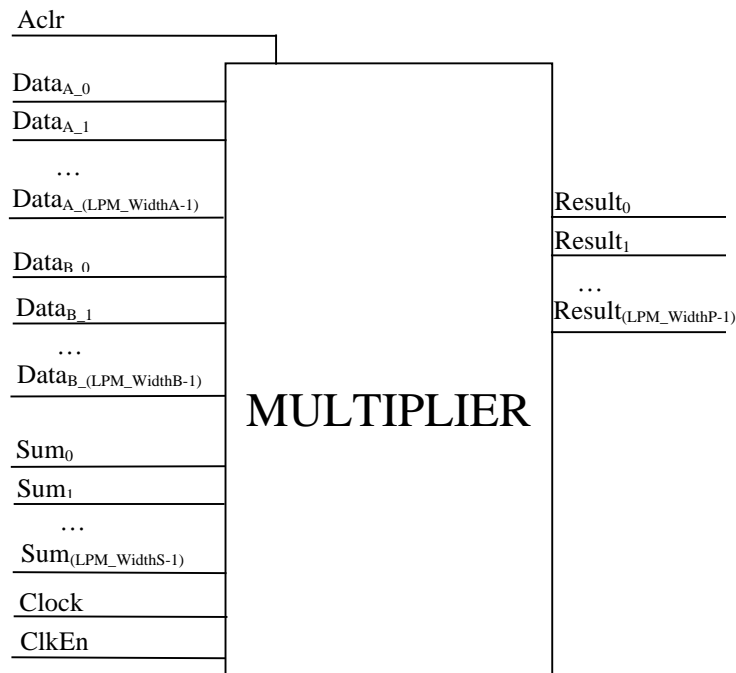 Aclr
DataA_0
DataA_1
…
DataA_(LPM_WidthA-1)
DataB_0
DataB_1
…
DataB_(LPM_WidthB-1)
Sum0
Sum1
…
Sum(LPM_WidthS-1)
Clock
ClkEn
MULTIPLIER
Result0
Result1
…
Result(LPM_WidthP-1)